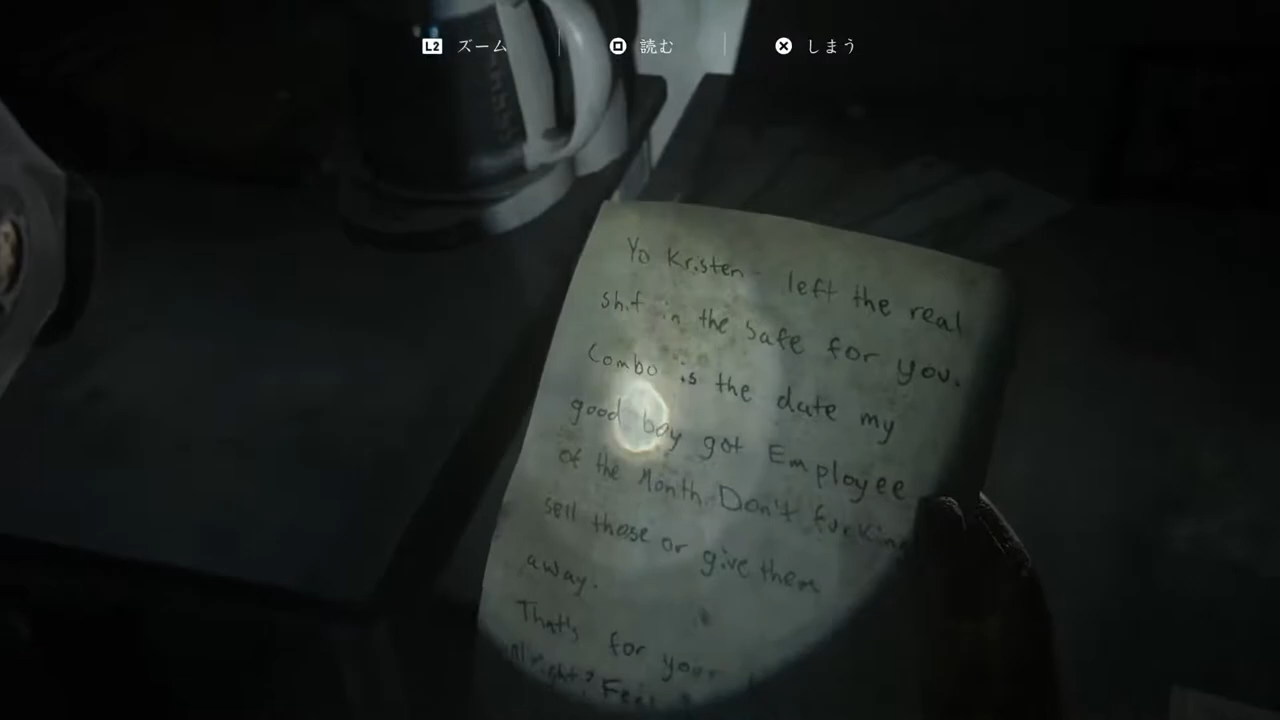 L2 ズーム
読む
しまう
Yo Kristen - left the real
shit in the safe for you.
Combo is the date my
good boy got Employee
of the Month. Don't fucking
sell these or give them
away.
That's for your
alright?